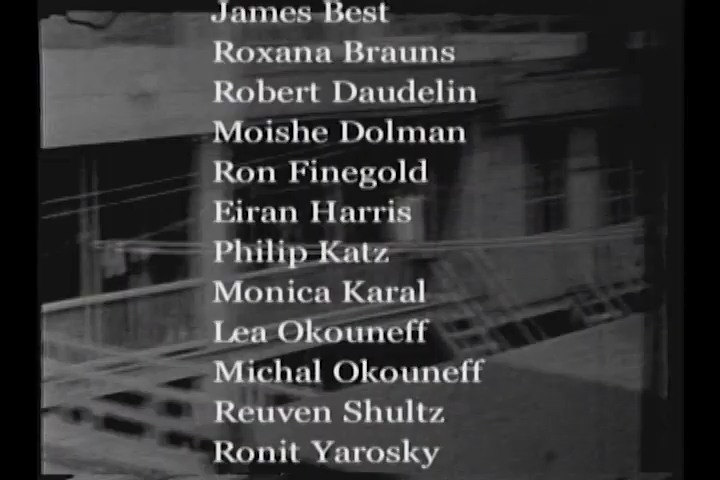 James Best
Roxana Brauns
Robert Daudelin
Moishe Dolman
Ron Finegold
Eiran Harris
Philip Katz
Monica Karal
Lea Okouneff
Michal Okouneff
Reuven Shultz
Ronit Yarosky